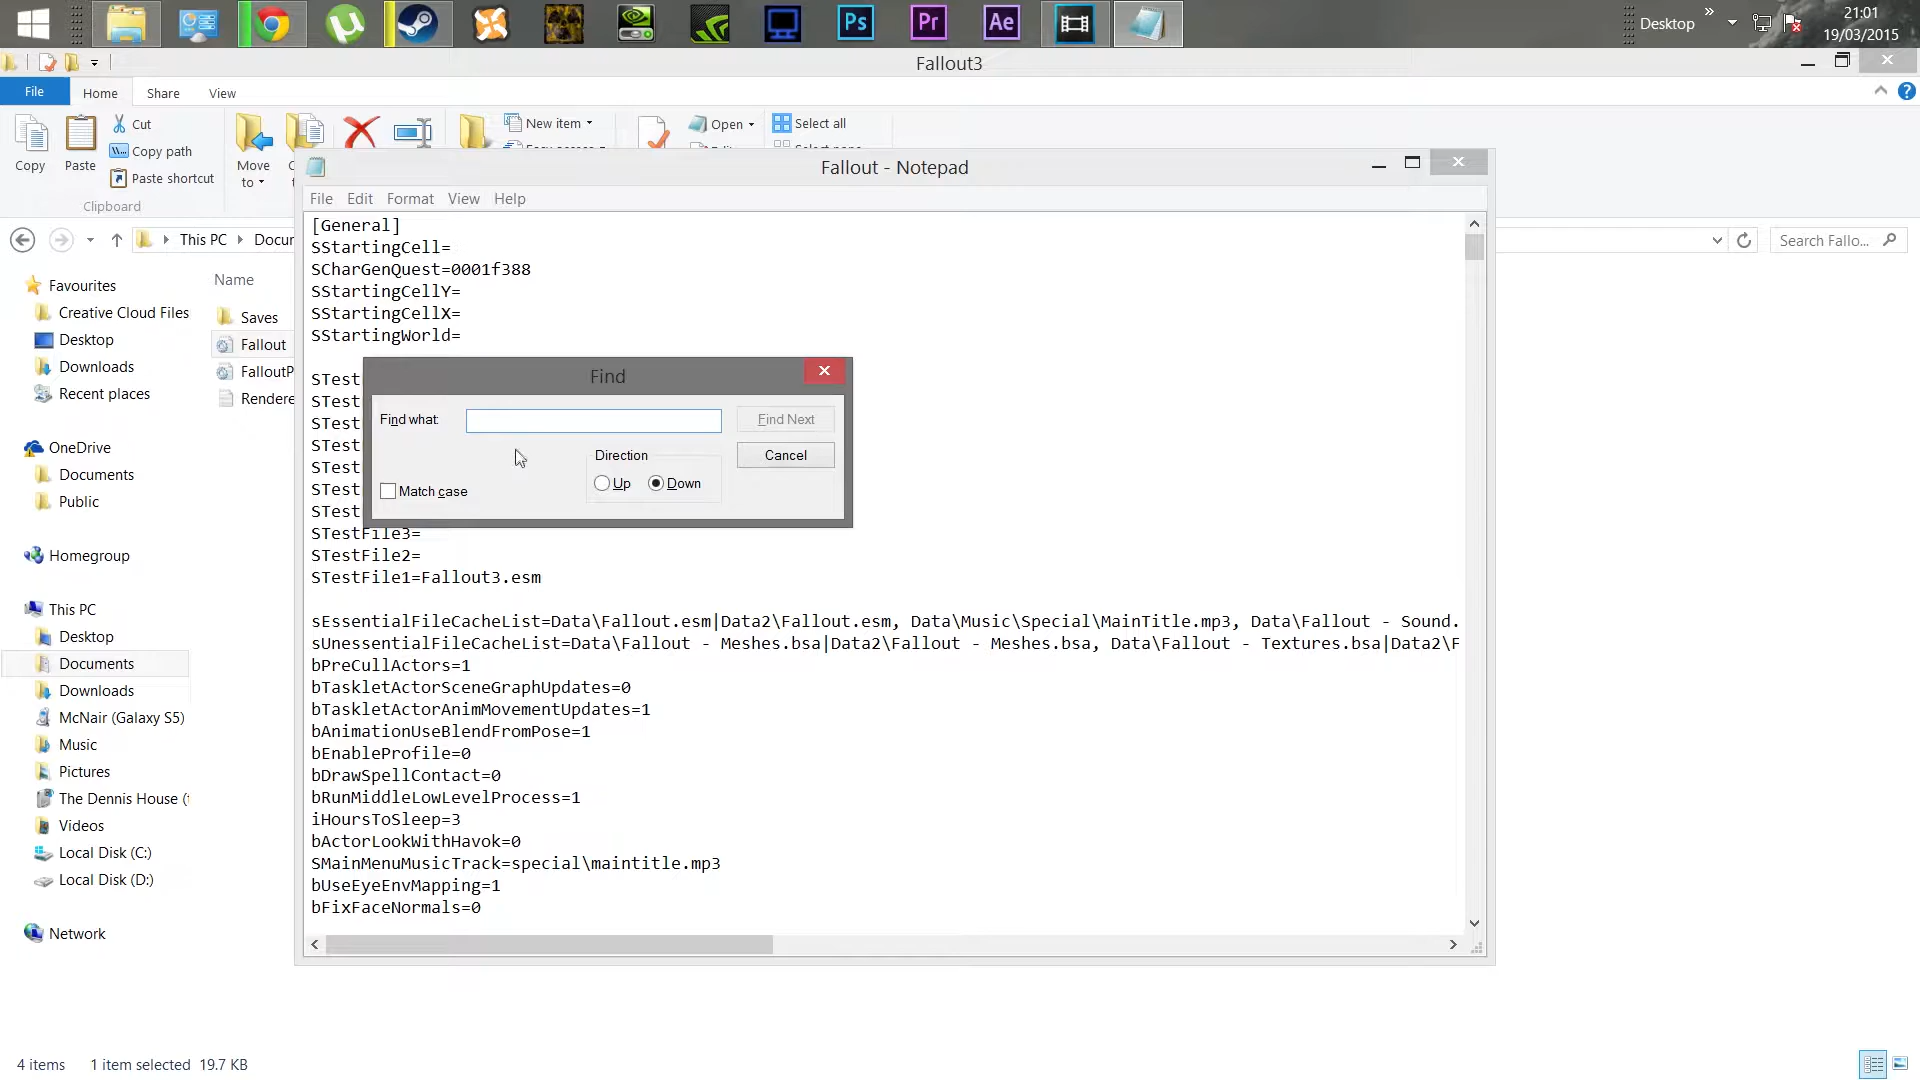 Ps
Pr
Ae
Desktop
»
21:01
19/03/2015
Fallout3
File
Home
Share
View
Copy
Paste
Cut
Copy path
Paste shortcut
Clipboard
Move
to
New item
Open
Select all
Fallout - Notepad
File Edit Format View Help
This PC
Search Fallo...
Name
Saves
Fallout
FalloutP
Rendere
Favourites
Creative Cloud Files
Desktop
Downloads
Recent places
OneDrive
Documents
Public
Homegroup
This PC
Desktop
Documents
Downloads
McNair (Galaxy S5)
Music
Pictures
The Dennis House (
Videos
Local Disk (C:)
Local Disk (D:)
Network
[General]
SStartingCell=
SCharGenQuest=0001f388
SStartingCellY=
SStartingCellX=
SStartingWorld=
STest
STest
STest
STest
STest
STest
STest
STestFile3=
STestFile2=
STestFile1=Fallout3.esm
sEssentialFileCacheList=Data\Fallout.esm|Data2\Fallout.esm, Data\Music\Special\MainTitle.mp3, Data\Fallout - Sound.
sUnessentialFileCacheList=Data\Fallout - Meshes.bsa|Data2\Fallout - Meshes.bsa, Data\Fallout - Textures.bsa|Data2\F
bPreCullActors=1
bTaskletActorSceneGraphUpdates=0
bTaskletActorAnimMovementUpdates=1
bAnimationUseBlendFromPose=1
bEnableProfile=0
bDrawSpellContact=0
bRunMiddleLowLevelProcess=1
iHoursToSleep=3
bActorLookWithHavok=0
SMainMenuMusicTrack=special\maintitle.mp3
bUseEyeEnvMapping=1
bFixFaceNormals=0
Find
Find what:
Find Next
Cancel
Direction
Up
Down
Match case
4 items
1 item selected 19.7 KB